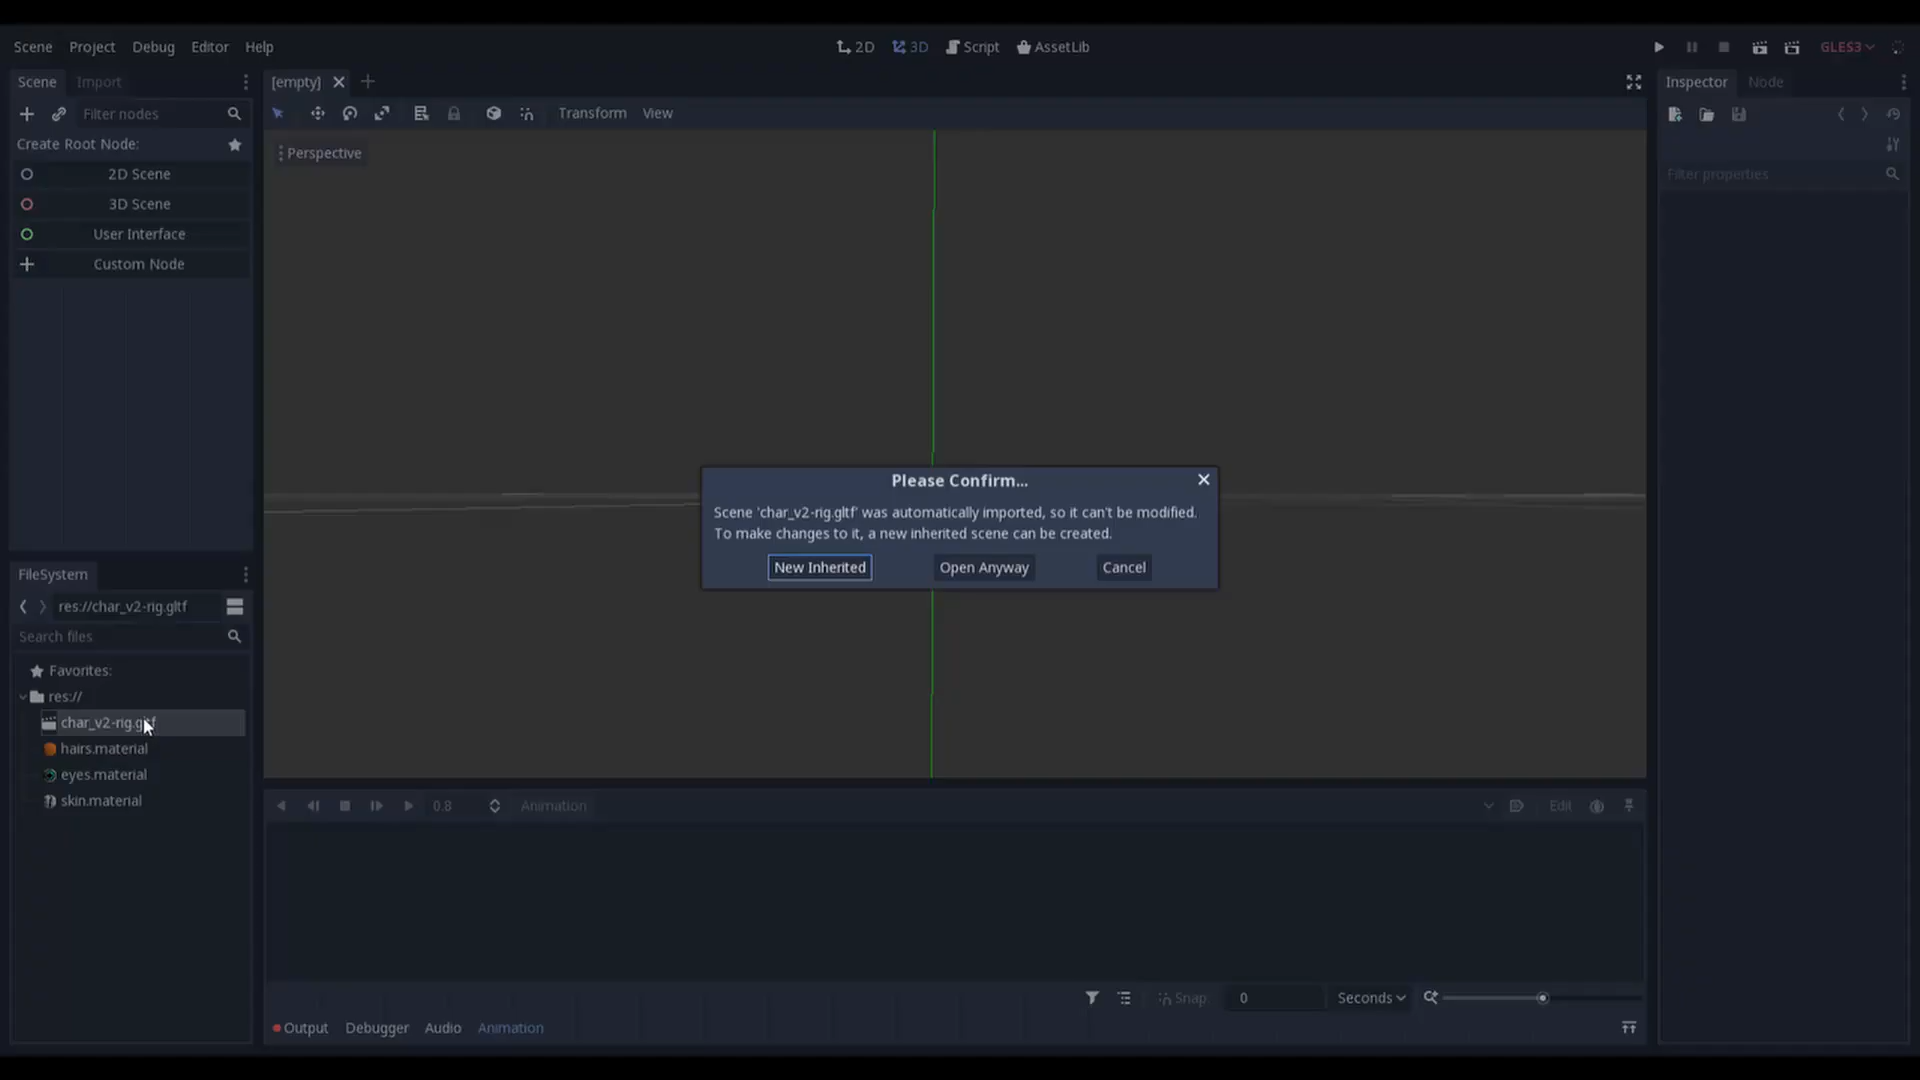 Scene Project Debug Editor Help
2D 3D Script AssetLib
GLES3
Scene Import
[empty]
Inspector Node
Filter nodes
Transform View
Create Root Node:
Perspective
2D Scene
Filter properties
3D Scene
User Interface
Custom Node
Please Confirm...
Scene 'char_v2-rig.gltf' was automatically imported, so it can't be modified.
To make changes to it, a new inherited scene can be created.
New Inherited Open Anyway Cancel
FileSystem
res://char_v2-rig.gltf
Search files
Favorites:
res://
char_v2-rig.gltf
hairs.material
eyes.material
skin.material
0.8 Animation Edit
Snap: 0 Seconds
Output Debugger Audio Animation